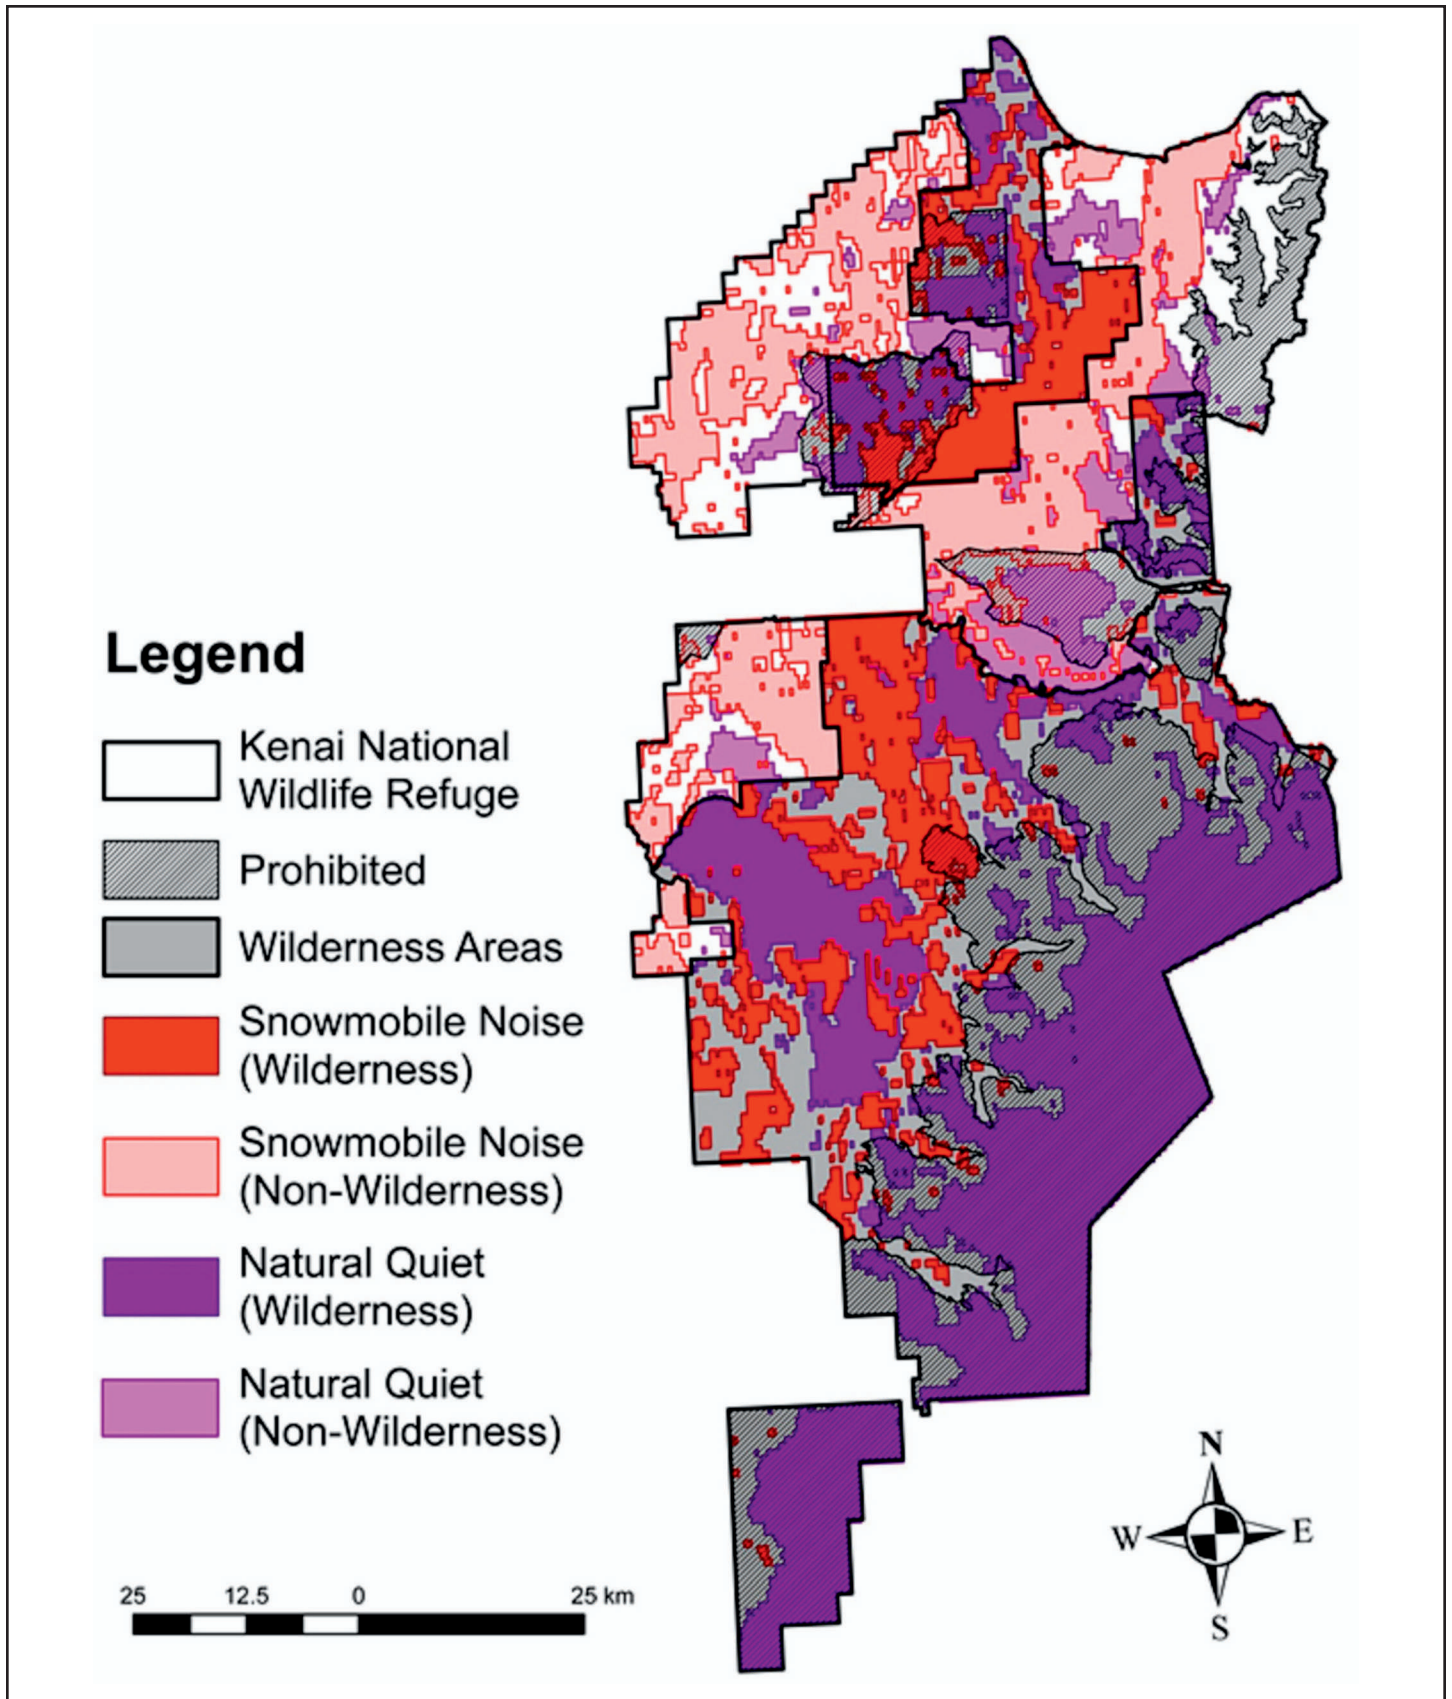 Legend
Kenai National
Wildlife Refuge
Prohibited
Wilderness Areas
Snowmobile Noise
(Wilderness)
Snowmobile Noise
(Non-Wilderness)
Natural Quiet
(Wilderness)
Natural Quiet
(Non-Wilderness)
N
W E
S
25 12.5 0 25 km